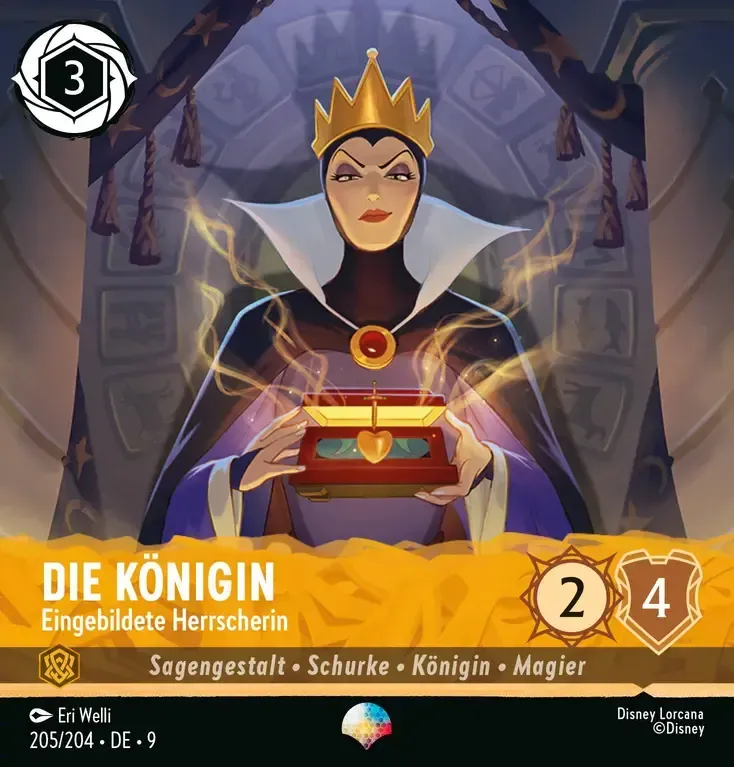 3
DIE KÖNIGIN
Eingebildete Herrscherin
2
4
Sagengestalt • Schurke • Königin • Magier
Eri Welli
205/204 • DE • 9
Disney Lorcana
©Disney